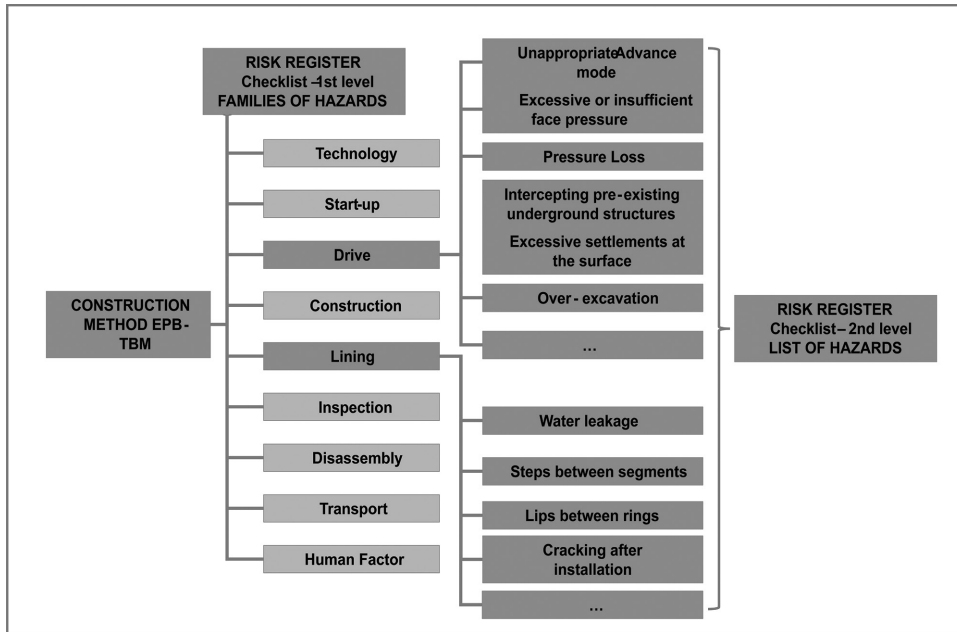 RISK REGISTER
Checklist –1st level
FAMILIES OF HAZARDS
Technology
Start-up
Drive
Construction
Lining
Inspection
Disassembly
Transport
Human Factor
CONSTRUCTION
METHOD EPB -
TBM
Unappropriate Advance
mode
Excessive or insufficient
face pressure
Pressure Loss
Intercepting pre-existing
underground structures
Excessive settlements at
the surface
Over - excavation
...
Water leakage
Steps between segments
Lips between rings
Cracking after
installation
...
RISK REGISTER
Checklist – 2nd level
LIST OF HAZARDS